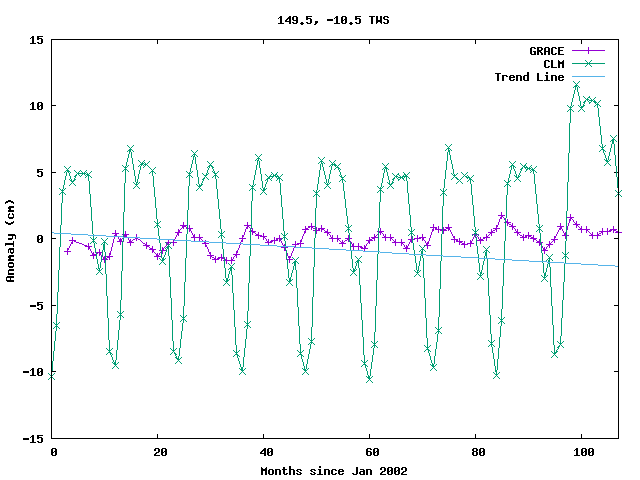 149.5, -10.5 TWS
GRACE
CLM
Trend Line
15
10
5
0
-5
-10
-15
Anomaly (cm)
0 20 40 60 80 100
Months since Jan 2002